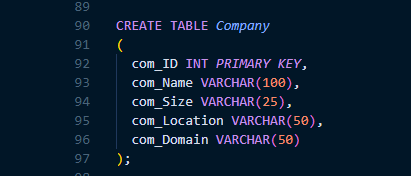 89
90 CREATE TABLE Company
91 (
92 com_ID INT PRIMARY KEY,
93 com_Name VARCHAR(100),
94 com_Size VARCHAR(25),
95 com_Location VARCHAR(50),
96 com_Domain VARCHAR(50)
97 );
98